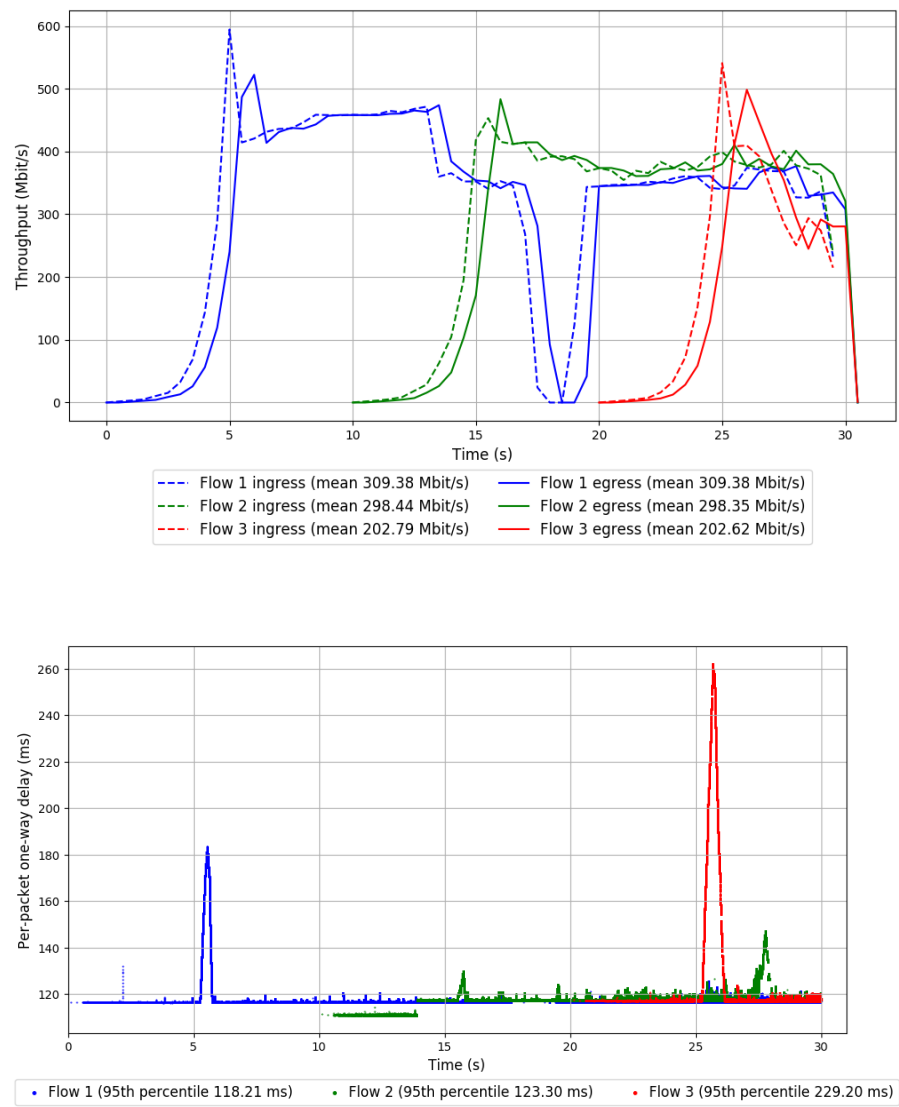 600
500
400
300
200
100
0
Throughput (Mbit/s)
0 5 10 15 20 25 30
Time (s)
Flow 1 ingress (mean 309.38 Mbit/s) Flow 1 egress (mean 309.38 Mbit/s)
Flow 2 ingress (mean 298.44 Mbit/s) Flow 2 egress (mean 298.35 Mbit/s)
Flow 3 ingress (mean 202.79 Mbit/s) Flow 3 egress (mean 202.62 Mbit/s)
260
240
220
200
180
160
140
120
Per-packet one-way delay (ms)
0 5 10 15 20 25 30
Time (s)
Flow 1 (95th percentile 118.21 ms) Flow 2 (95th percentile 123.30 ms) Flow 3 (95th percentile 229.20 ms)